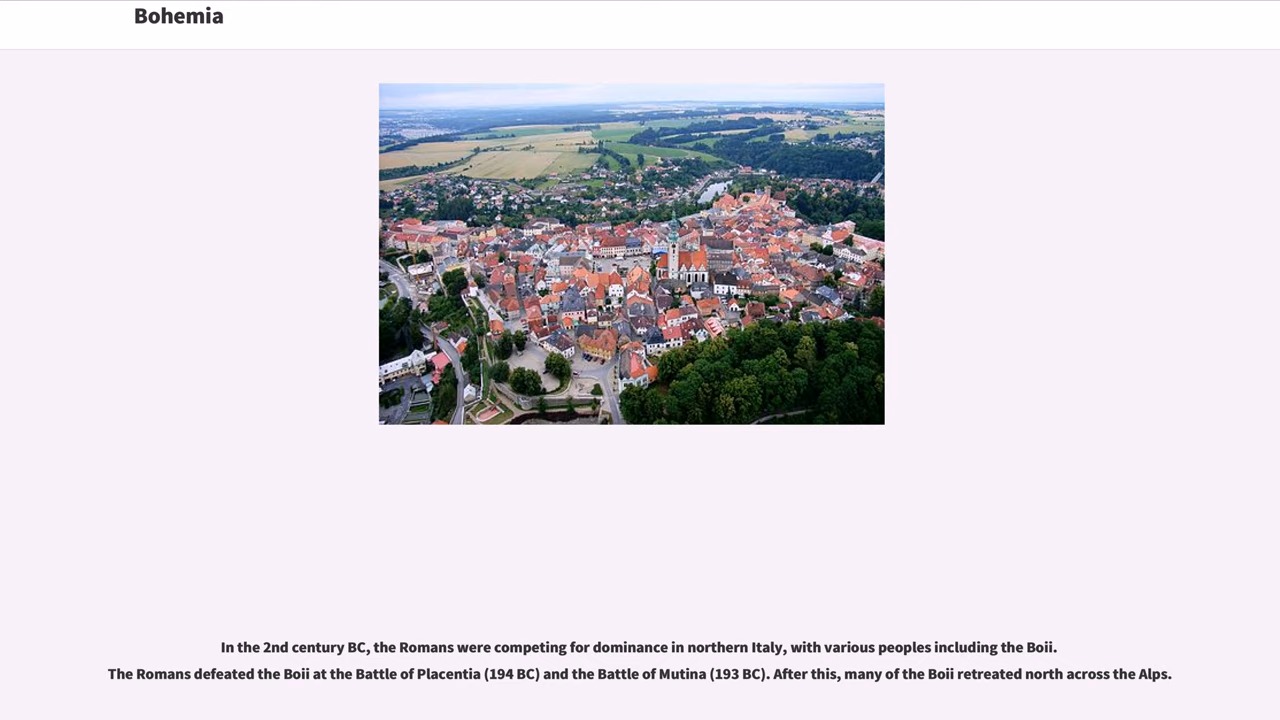 Bohemia
In the 2nd century BC, the Romans were competing for dominance in northern Italy, with various peoples including the Boii.
The Romans defeated the Boii at the Battle of Placentia (194 BC) and the Battle of Mutina (193 BC). After this, many of the Boii retreated north across the Alps.